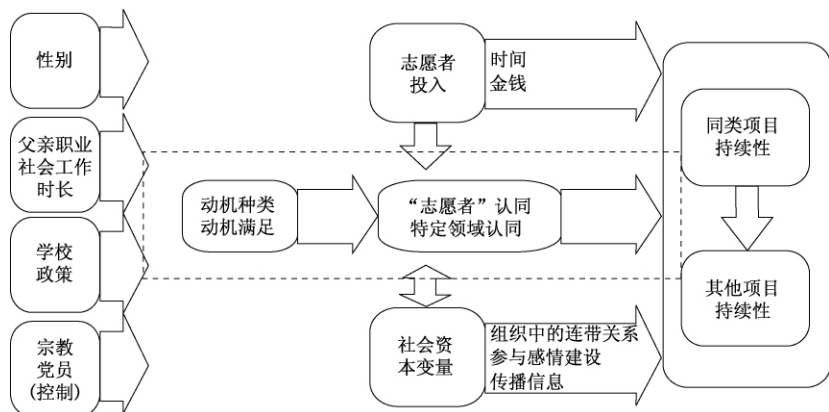 性别
父亲职业
社会工作
时长
学校
政策
宗教
党员
(控制)
动机种类
动机满足
志愿者
投入
时间
金钱
“志愿者”认同
特定领域认同
社会资
本变量
组织中的连带关系
参与感情建设
传播信息
同类项目
持续性
其他项目
持续性